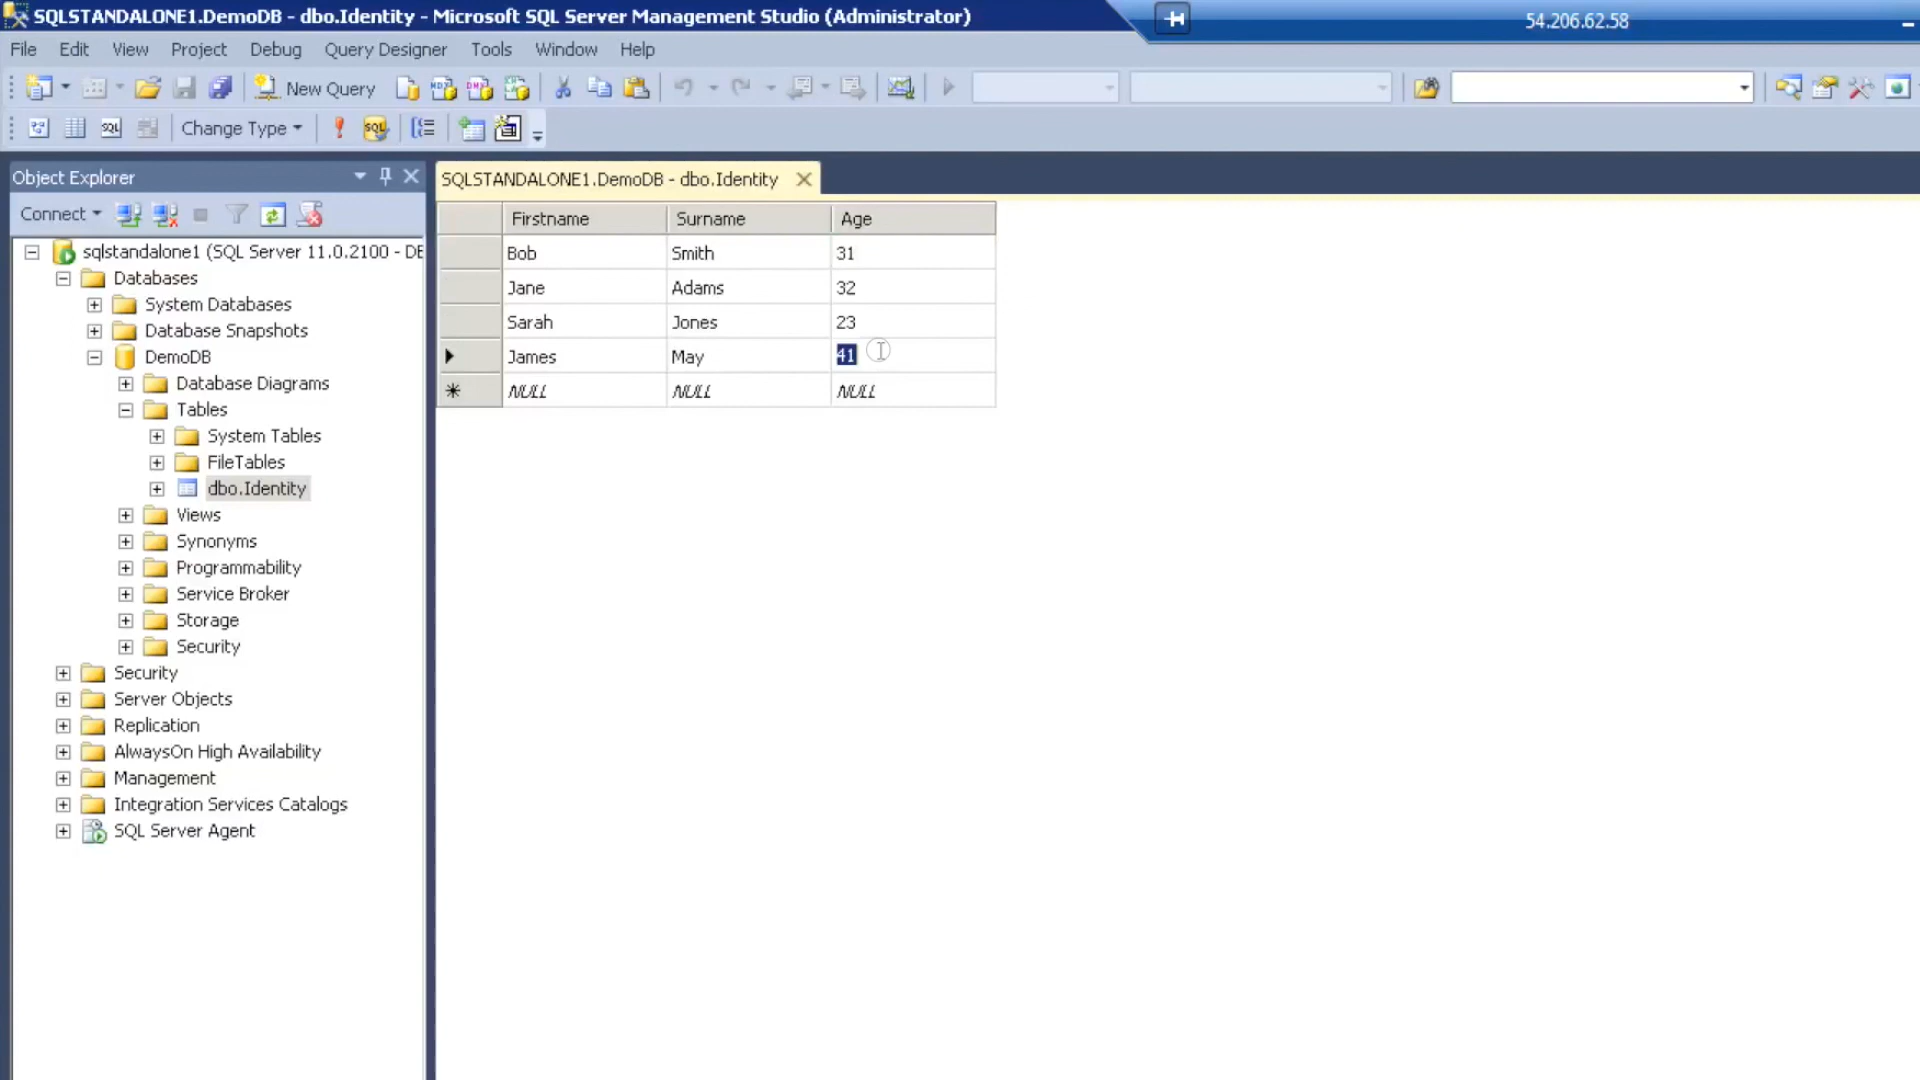 SQLSTANDALONE1.DemoDB - dbo.Identity - Microsoft SQL Server Management Studio (Administrator)
54.206.62.58
File Edit View Project Debug Query Designer Tools Window Help
New Query
SQL Change Type SQL
Object Explorer
Connect
sqlstandalone1 (SQL Server 11.0.2100 - DE
Databases
System Databases
Database Snapshots
DemoDB
Database Diagrams
Tables
System Tables
FileTables
dbo.Identity
Views
Synonyms
Programmability
Service Broker
Storage
Security
Security
Server Objects
Replication
AlwaysOn High Availability
Management
Integration Services Catalogs
SQL Server Agent
SQLSTANDALONE1.DemoDB - dbo.Identity
Firstname Surname Age
Bob Smith 31
Jane Adams 32
Sarah Jones 23
James May 41
NULL NULL NULL